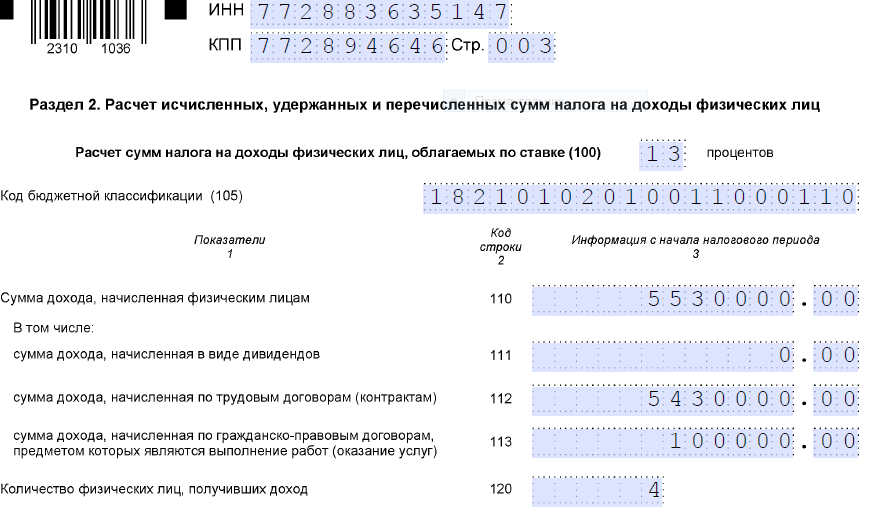 ИНН 772883635147
2310 1036
КПП 772894646 Стр. 003
Раздел 2. Расчет исчисленных, удержанных и перечисленных сумм налога на доходы физических лиц
Расчет сумм налога на доходы физических лиц, облагаемых по ставке (100) 13 процентов
Код бюджетной классификации (105) 18210102010011000110
Показатели Код строки Информация с начала налогового периода
1 2 3
Сумма дохода, начисленная физическим лицам 110 5530000.00
В том числе:
сумма дохода, начисленная в виде дивидендов 111 0.00
сумма дохода, начисленная по трудовым договорам (контрактам) 112 5430000.00
сумма дохода, начисленная по гражданско-правовым договорам,
предметом которых являются выполнение работ (оказание услуг) 113 100000.00
Количество физических лиц, получивших доход 120 4